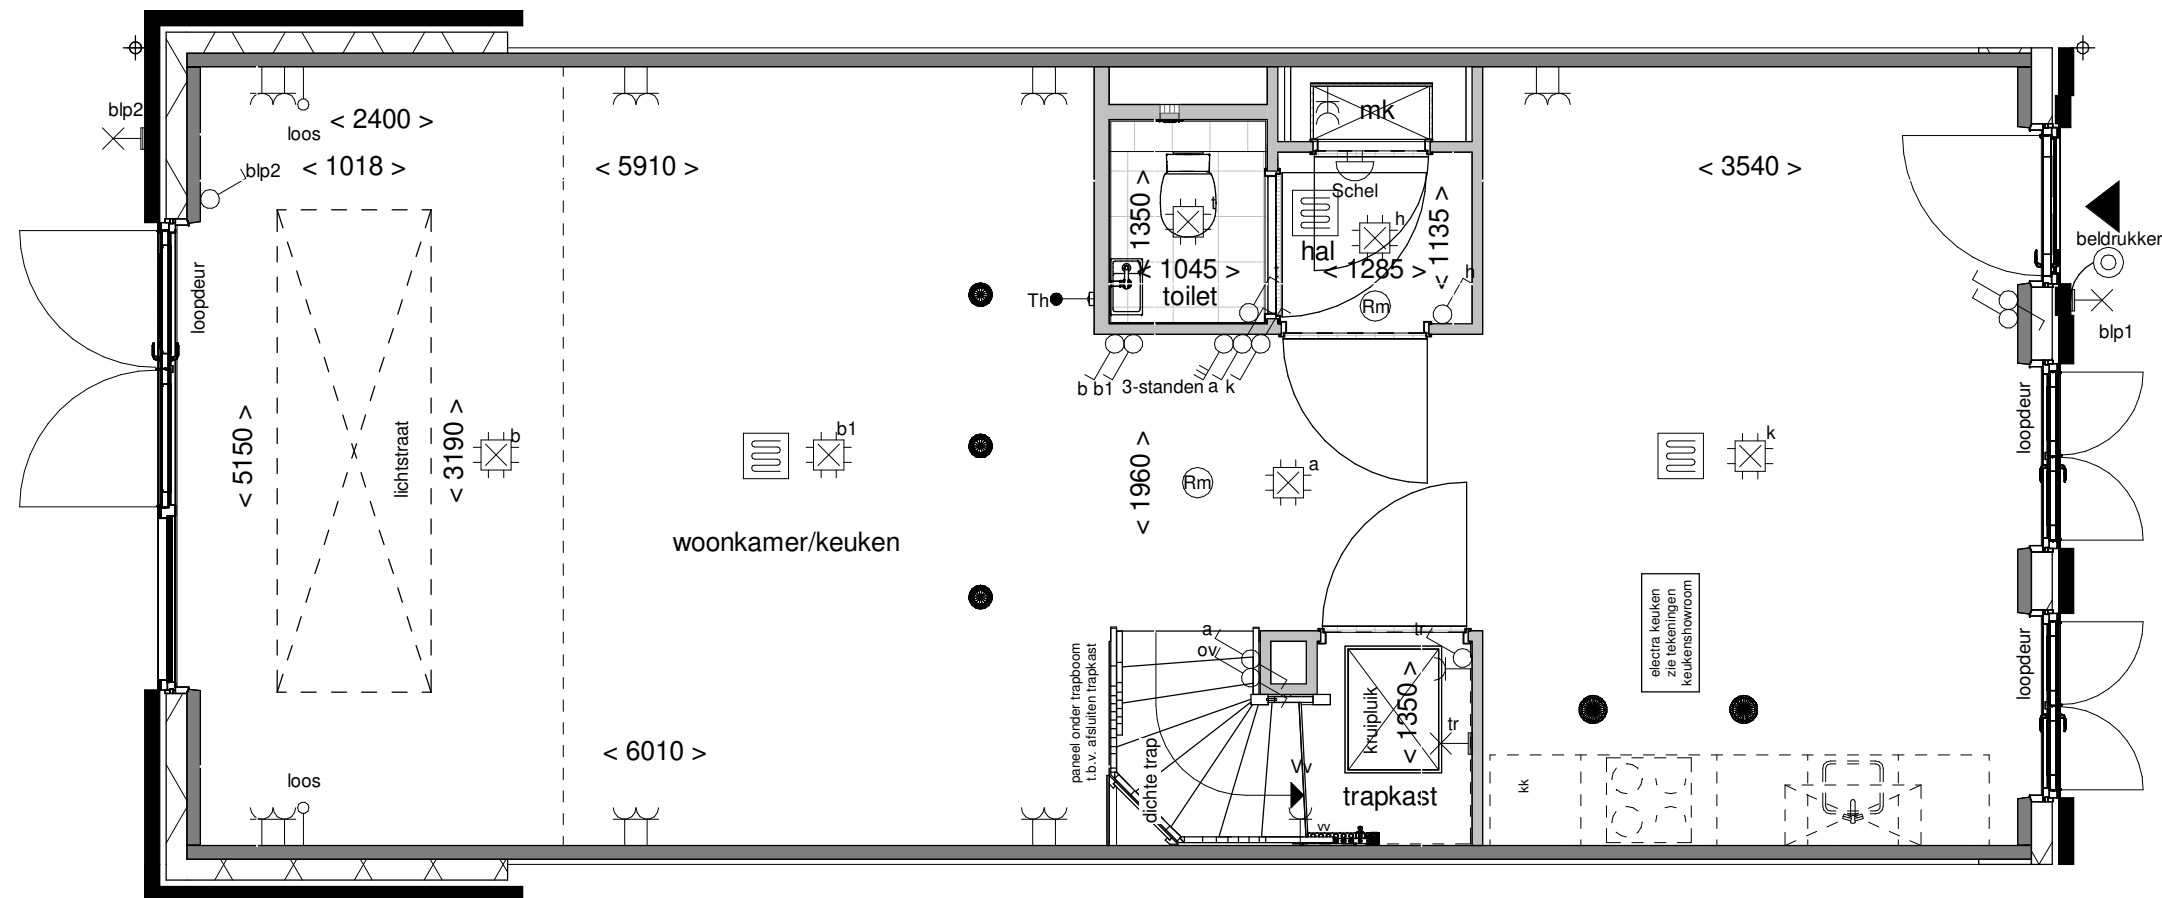 blp2
loos
< 2400 >
< 1018 >
blp2
< 5910 >
mk
Schel
< 3540 >
t
h
hal
< 1350 >
< 1135 >
< 1045 >
toilet
< 1285 >
t
h
Rm
Th
beldrukker
blp1
loopdeur
b b1 3-standen a k
< 5150 >
lichtstraat
< 3190 >
b
b1
< 1960 >
Rm
a
k
loopdeur
woonkamer/keuken
electra keuken
zie tekeningen
keukenshowroom
loopdeur
a
ov
tr
paneel onder trapboom
t.b.v. afsluiten trapkast
kruipluik
< 1350 >
tr
< 6010 >
dichte trap
Vv
trapkast
vv
kk
loos